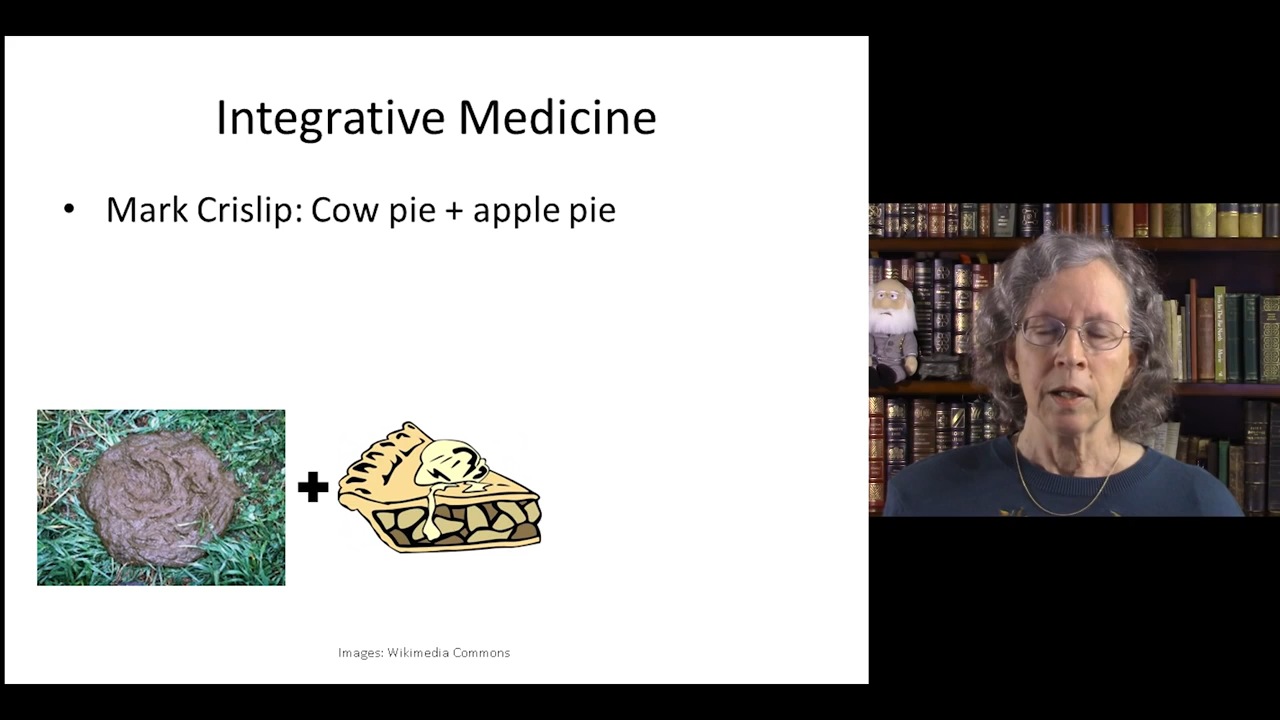 Integrative Medicine
• Mark Crislip: Cow pie + apple pie
Images: Wikimedia Commons